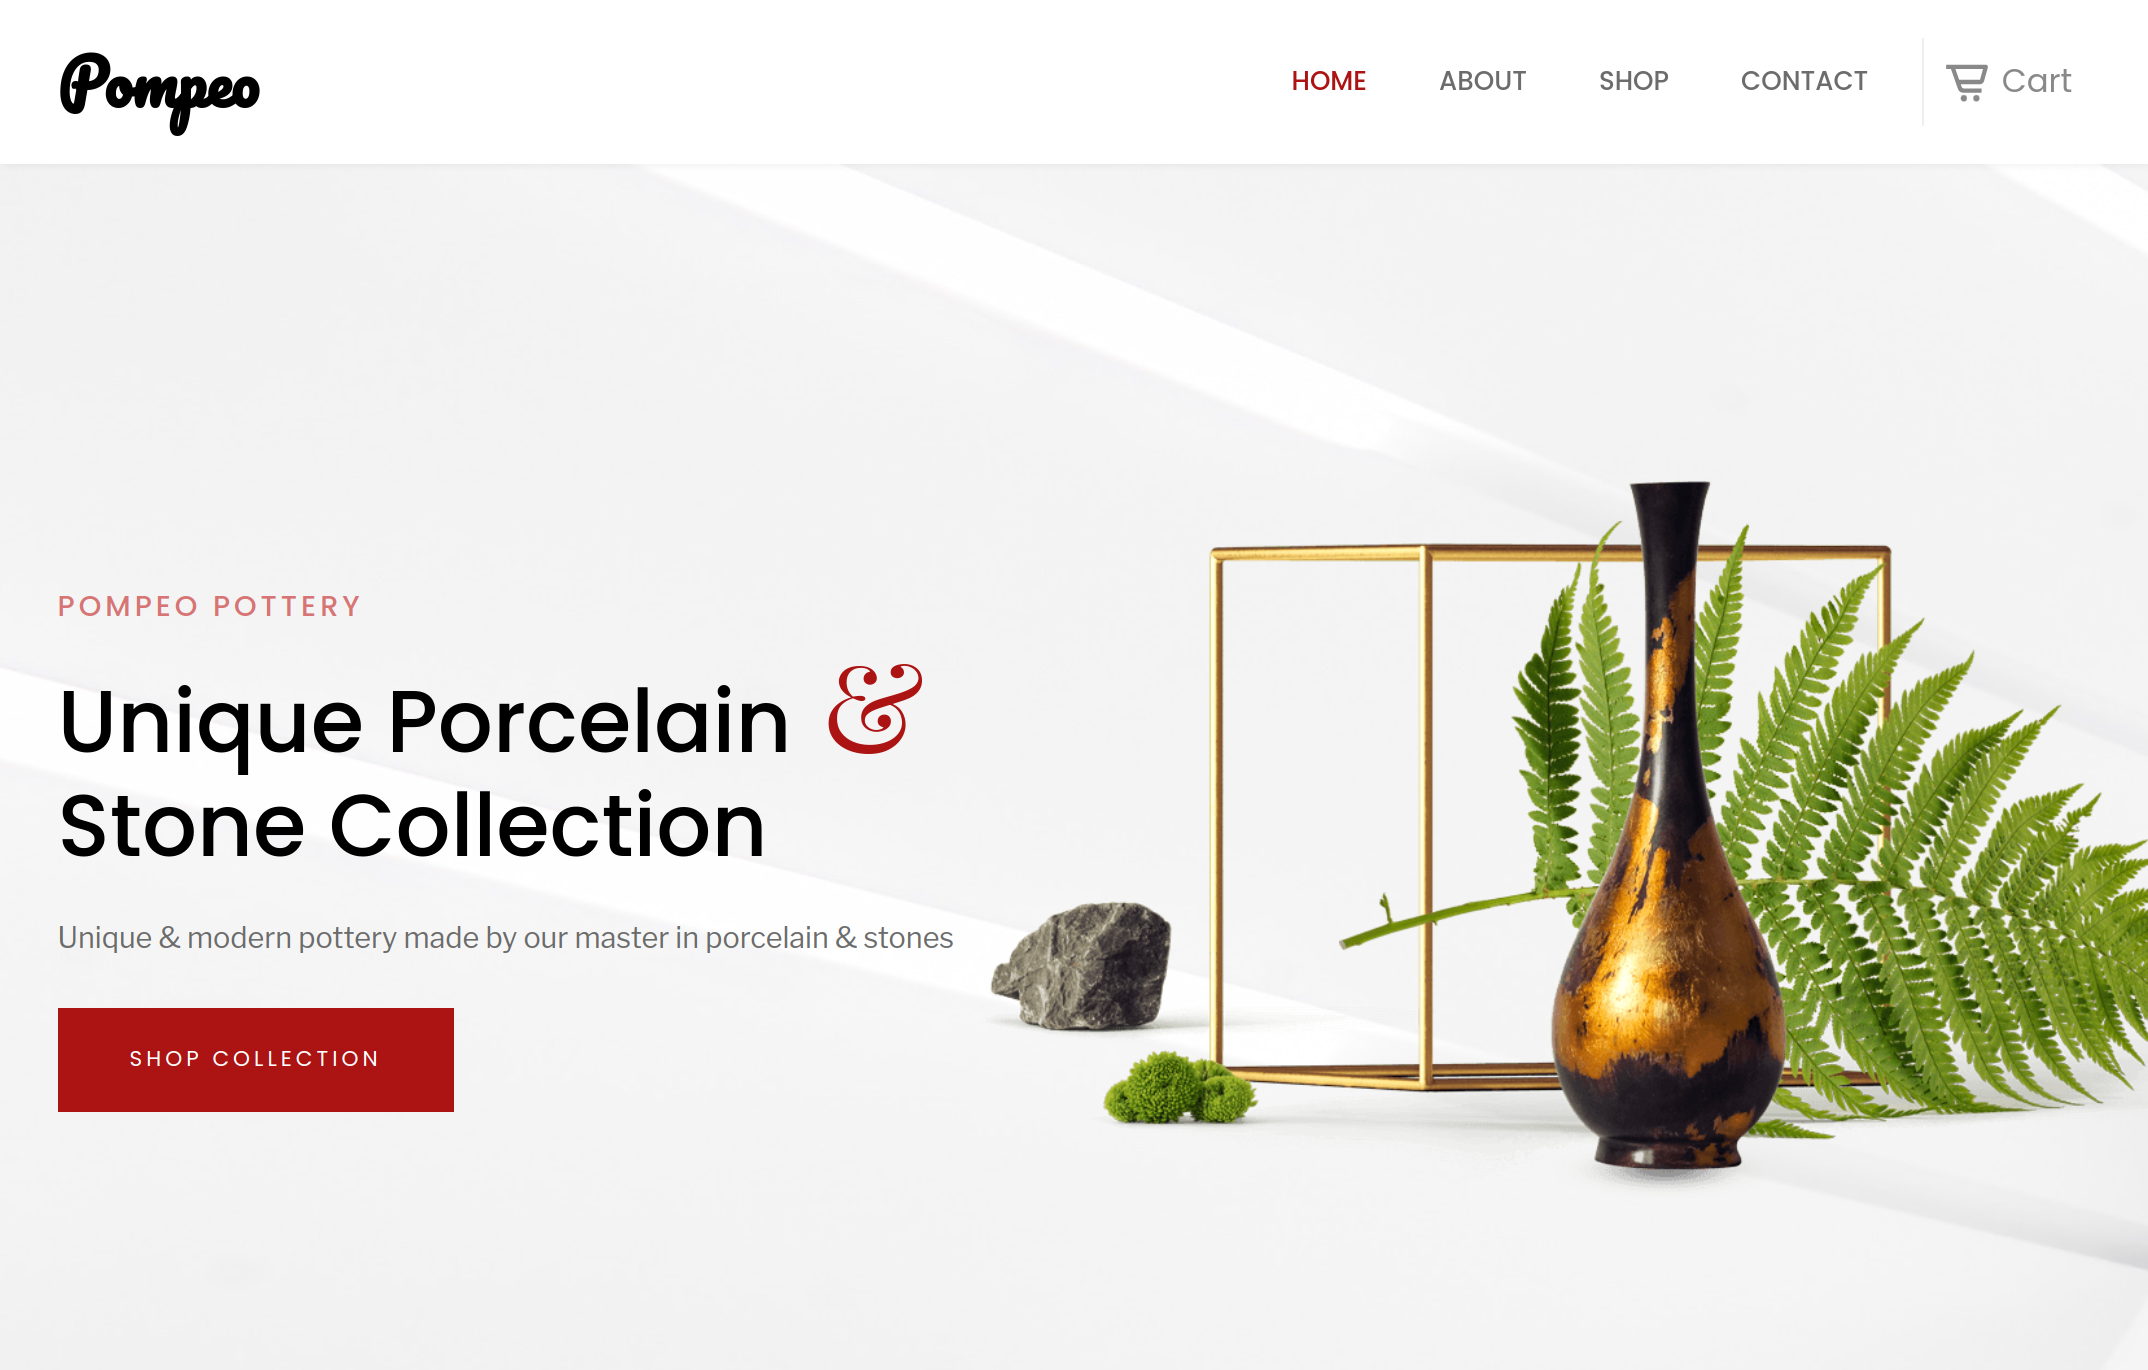 Pompeo
HOME ABOUT SHOP CONTACT Cart
POMPEO POTTERY
Unique Porcelain &
Stone Collection
Unique & modern pottery made by our master in porcelain & stones
SHOP COLLECTION